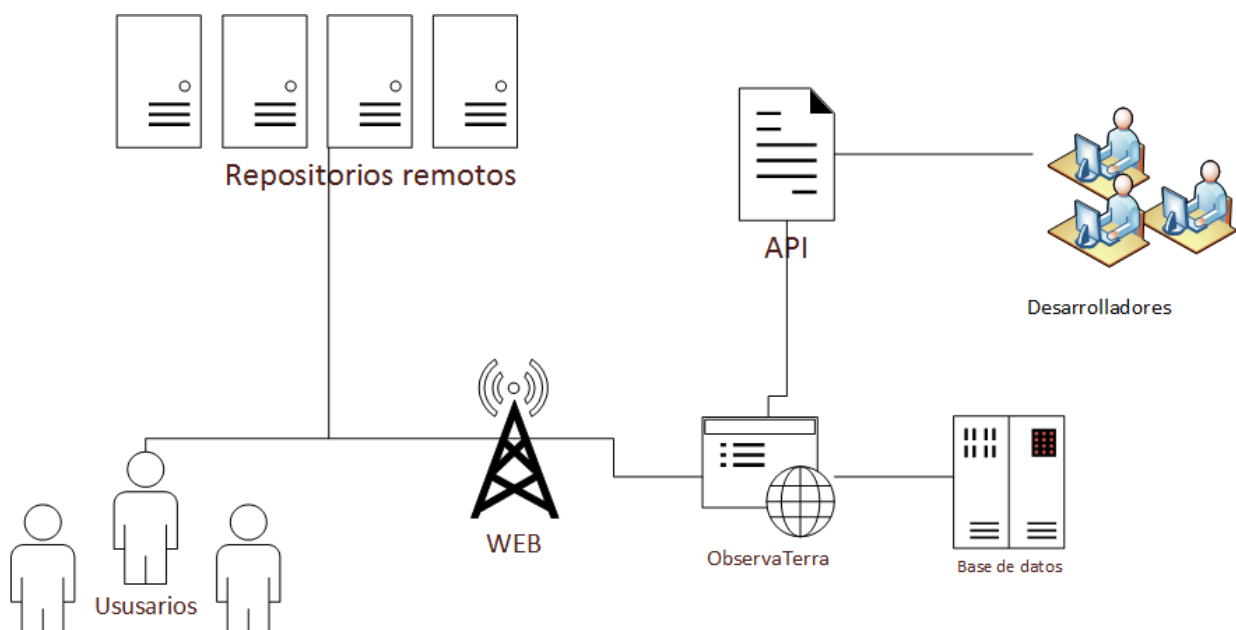 Repositorios remotos
API
Desarrolladores
WEB
ObservaTerra
Base de datos
Ususarios